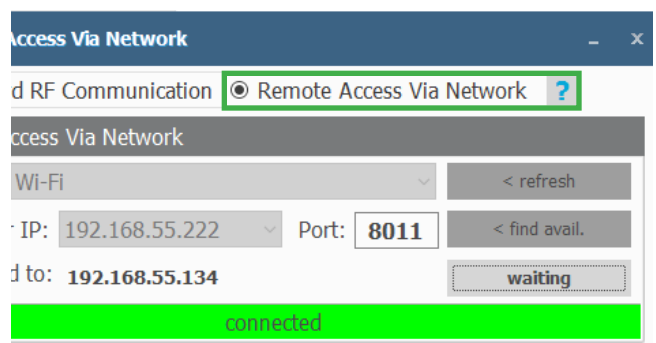 Access Via Network
d RF Communication Remote Access Via Network ?
ccess Via Network
Wi-Fi < refresh
r IP: 192.168.55.222 Port: 8011 < find avail.
d to: 192.168.55.134 waiting
connected